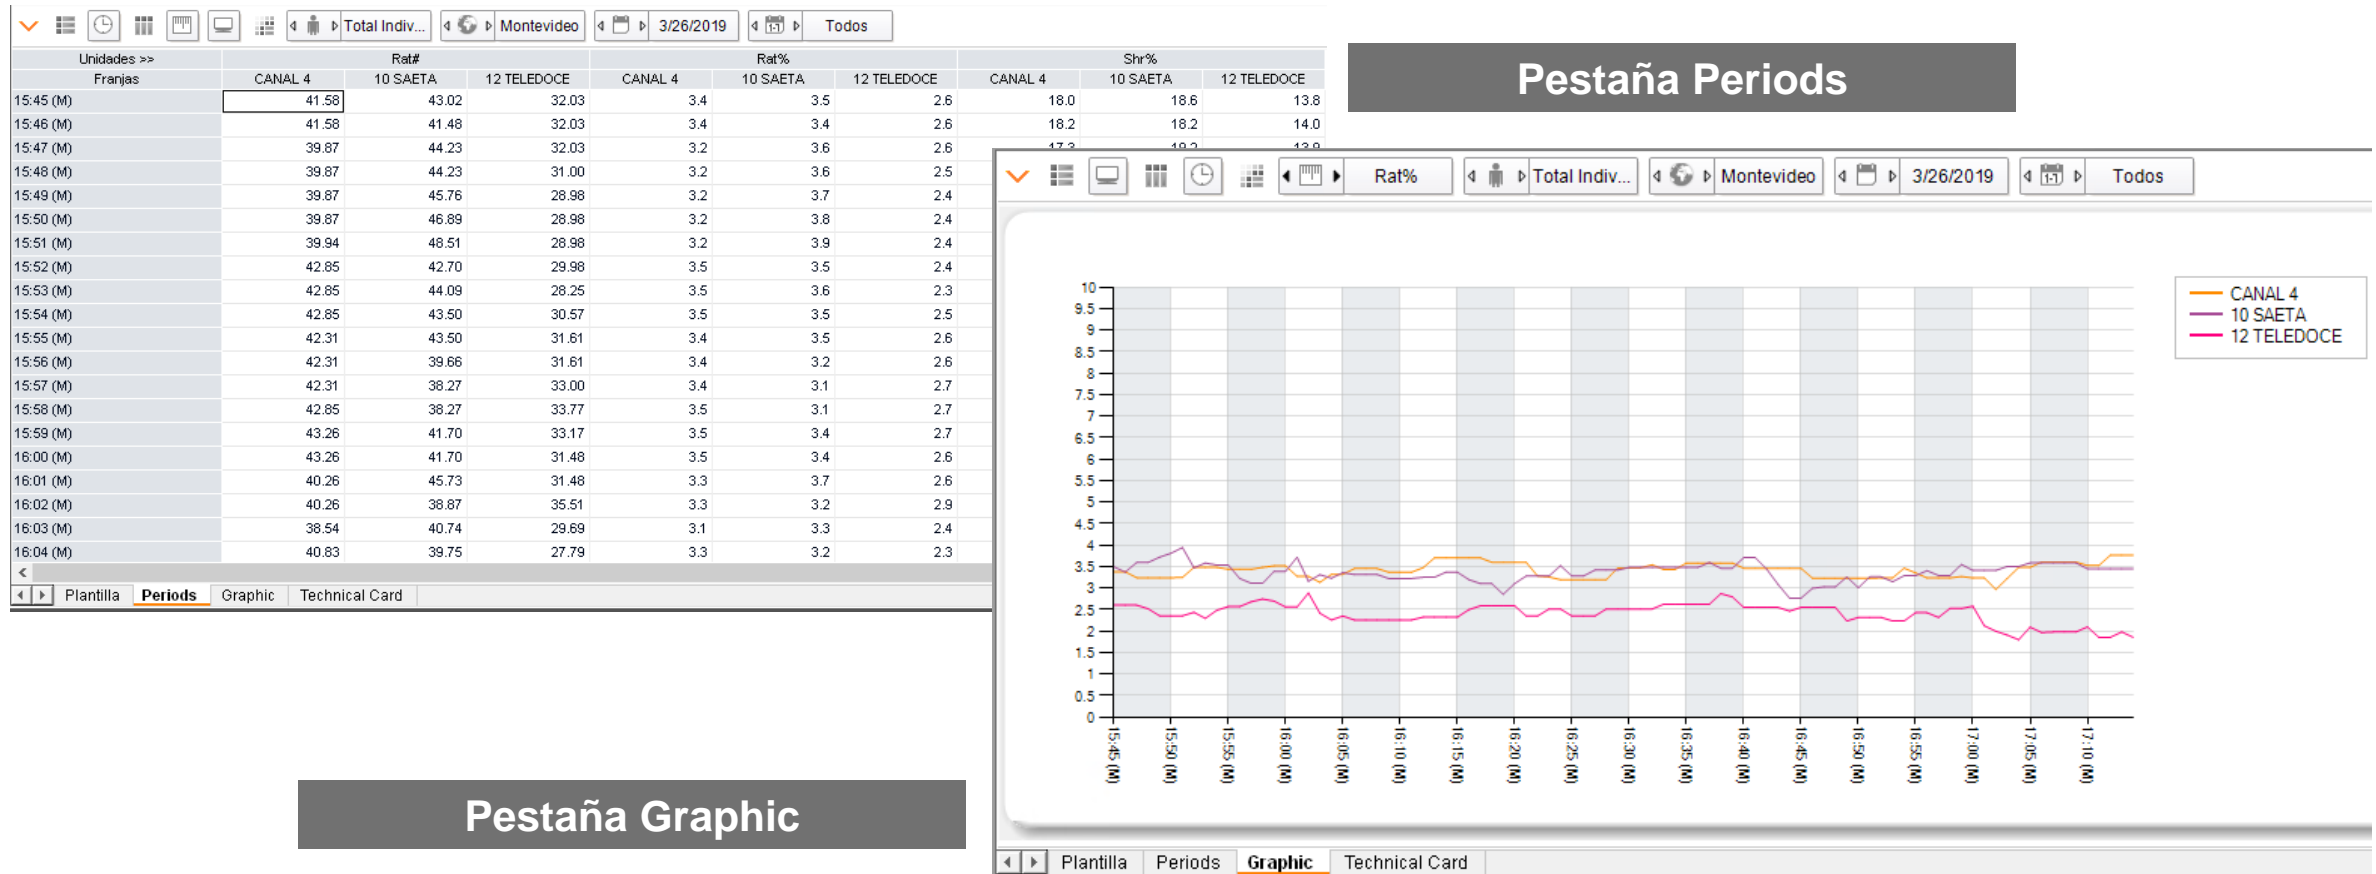 Total Indiv... Montevideo 3/26/2019 1-1 Todos
Unidades >> Rat# Rat% Shr%
Franjas CANAL 4 10 SAETA 12 TELEDOCE CANAL 4 10 SAETA 12 TELEDOCE CANAL 4 10 SAETA 12 TELEDOCE
15:45 (M) 41.58 43.02 32.03 3.4 3.5 2.6 18.0 18.6 13.8
15:46 (M) 41.58 41.48 32.03 3.4 3.4 2.6 18.2 18.2 14.0
15:47 (M) 39.87 44.23 32.03 3.2 3.6 2.6 17.3 19.2 13.9
15:48 (M) 39.87 44.23 31.00 3.2 3.6 2.5
15:49 (M) 39.87 45.76 28.98 3.2 3.7 2.4
15:50 (M) 39.87 46.89 28.98 3.2 3.8 2.4
15:51 (M) 39.94 48.51 28.98 3.2 3.9 2.4
15:52 (M) 42.85 42.70 29.98 3.5 3.5 2.4
15:53 (M) 42.85 44.09 28.25 3.5 3.6 2.3
15:54 (M) 42.85 43.50 30.57 3.5 3.5 2.5
15:55 (M) 42.31 43.50 31.61 3.4 3.5 2.6
15:56 (M) 42.31 39.66 31.61 3.4 3.2 2.6
15:57 (M) 42.31 38.27 33.00 3.4 3.1 2.7
15:58 (M) 42.85 38.27 33.77 3.5 3.1 2.7
15:59 (M) 43.26 41.70 33.17 3.5 3.4 2.7
16:00 (M) 43.26 41.70 31.48 3.5 3.4 2.6
16:01 (M) 40.26 45.73 31.48 3.3 3.7 2.6
16:02 (M) 40.26 38.87 35.51 3.3 3.2 2.9
16:03 (M) 38.54 40.74 29.69 3.1 3.3 2.4
16:04 (M) 40.83 39.75 27.79 3.3 3.2 2.3
Plantilla Periods Graphic Technical Card
Pestaña Periods
Rat% Total Indiv... Montevideo 3/26/2019 1-1 Todos
10
9.5
9
8.5
8
7.5
7
6.5
6
5.5
5
4.5
4
3.5
3
2.5
2
1.5
1
0.5
0
CANAL 4
10 SAETA
12 TELEDOCE
15:45 (M)
15:50 (M)
15:55 (M)
16:00 (M)
16:05 (M)
16:10 (M)
16:15 (M)
16:20 (M)
16:25 (M)
16:30 (M)
16:35 (M)
16:40 (M)
16:45 (M)
16:50 (M)
16:55 (M)
17:00 (M)
17:05 (M)
17:10 (M)
Plantilla Periods Graphic Technical Card
Pestaña Graphic